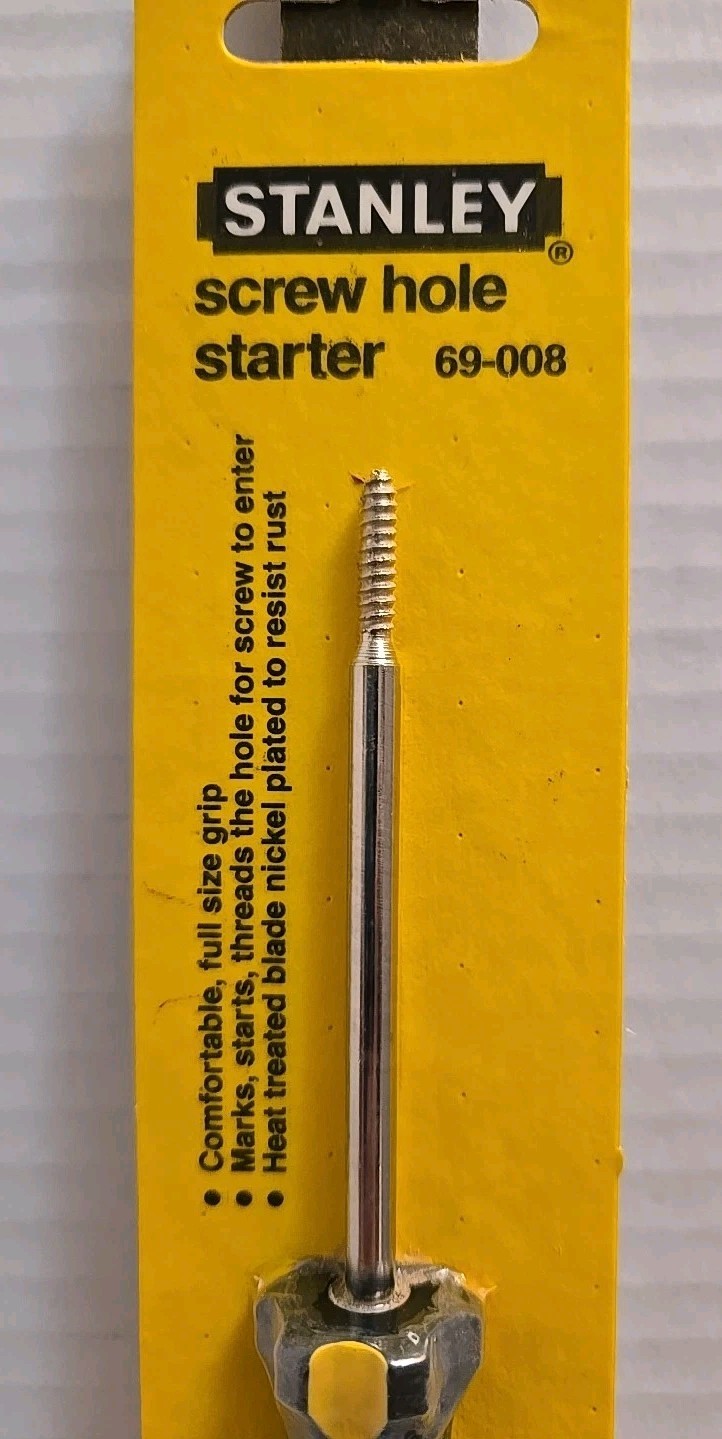 STANLEY
®
screw hole
starter 69-008
• Comfortable, full size grip
• Marks, starts, threads the hole for screw to enter
• Heat treated blade nickel plated to resist rust